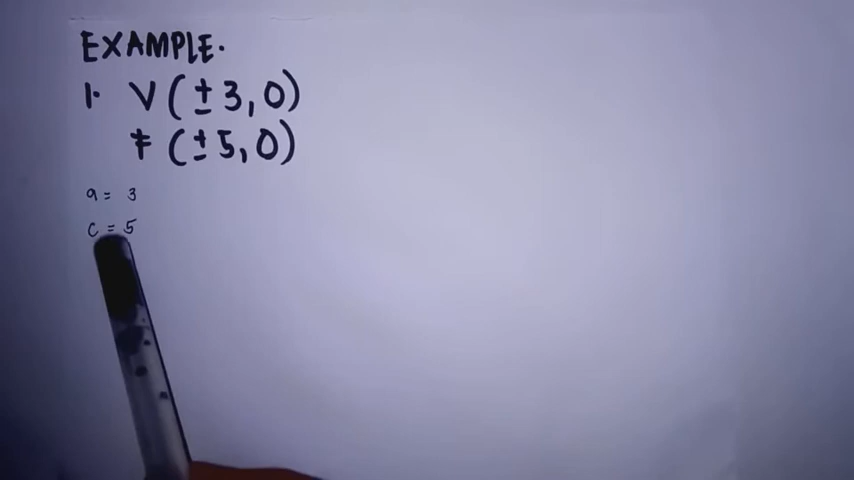 EXAMPLE.
1. V (±3,0)
F (±5,0)
a = 3
c = 5